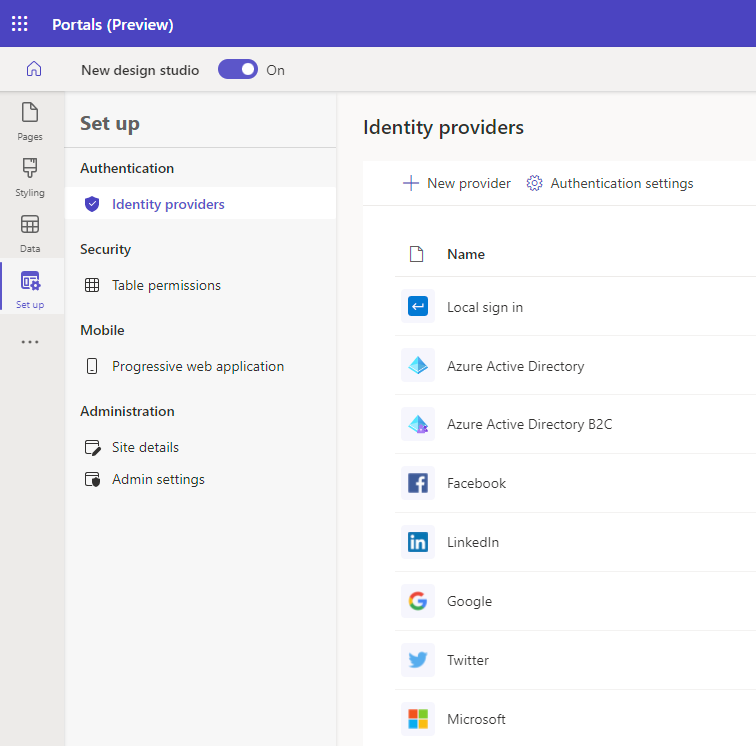 Portals (Preview)
New design studio On
Pages
Styling
Data
Set up
Set up
Authentication
Identity providers
Security
Table permissions
Mobile
Progressive web application
Administration
Site details
Admin settings
Identity providers
New provider Authentication settings
Name
Local sign in
Azure Active Directory
Azure Active Directory B2C
Facebook
LinkedIn
Google
Twitter
Microsoft